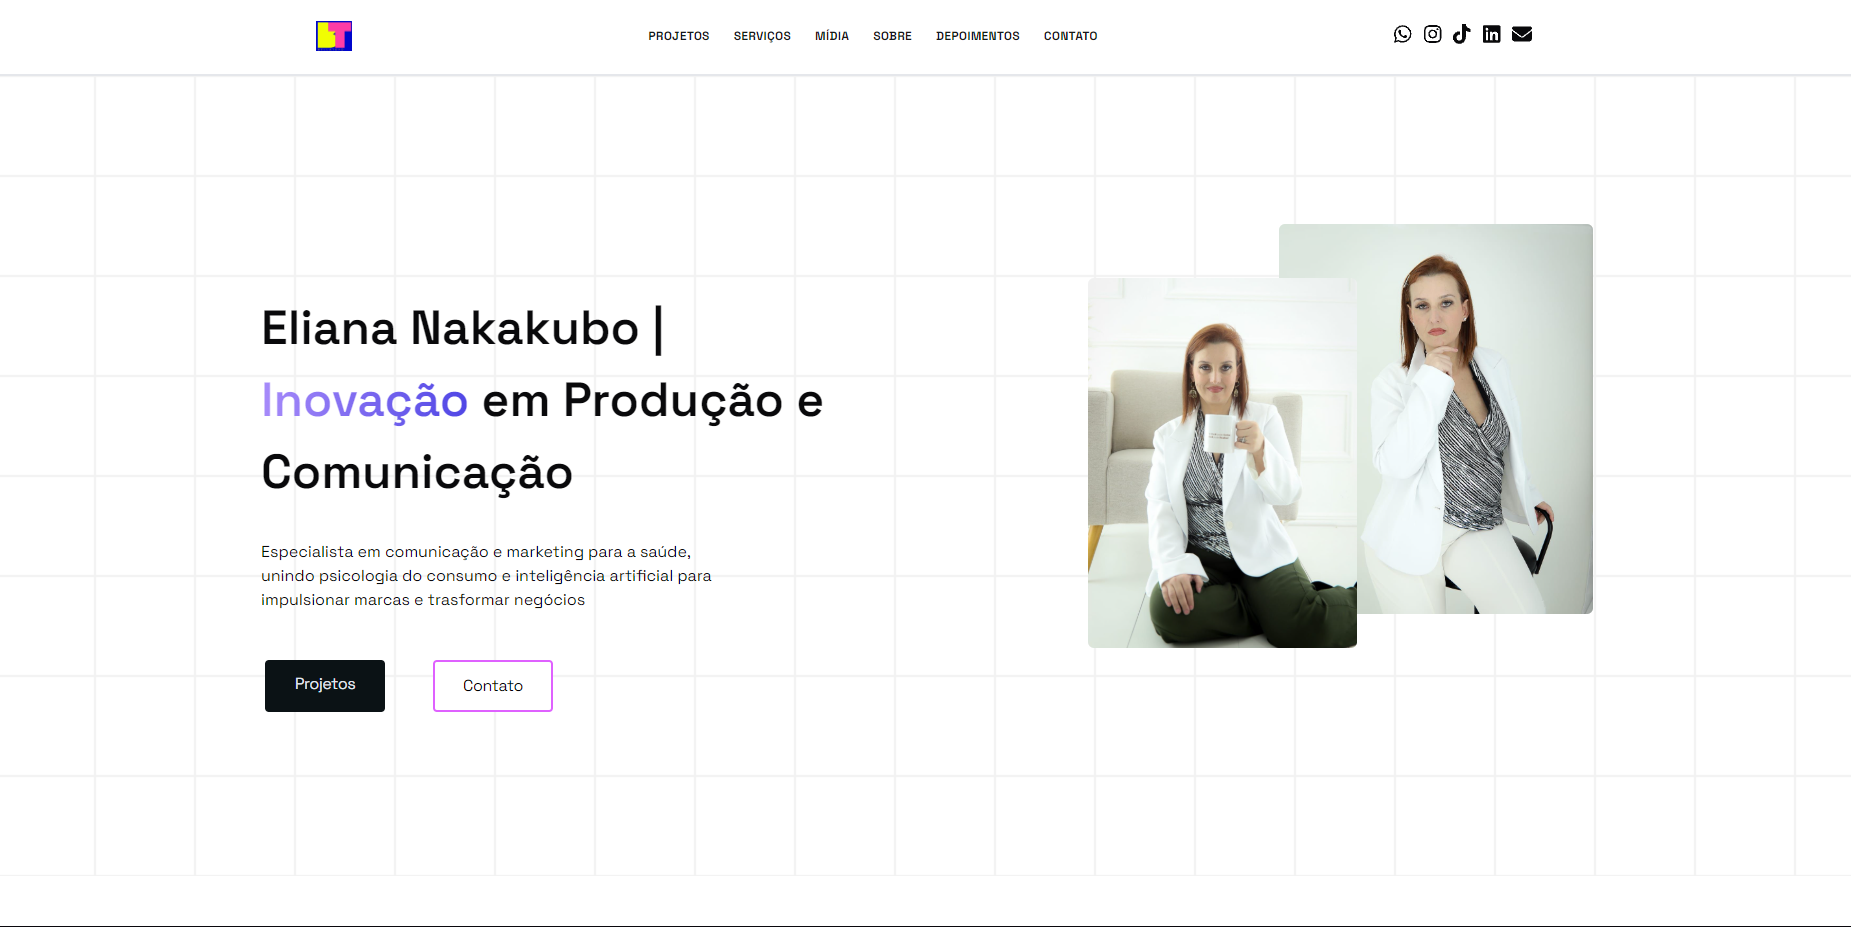 PROJETOS SERVIÇOS MÍDIA SOBRE DEPOIMENTOS CONTATO
Eliana Nakakubo |
Inovação em Produção e
Comunicação
Especialista em comunicação e marketing para a saúde,
unindo psicologia do consumo e inteligência artificial para
impulsionar marcas e trasformar negócios
Projetos
Contato